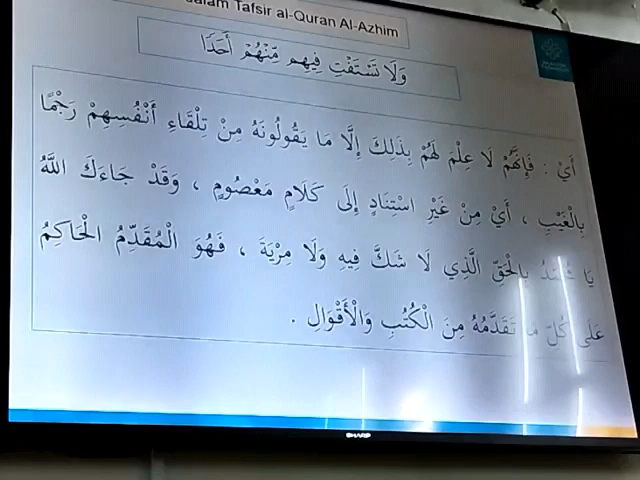 alam Tafsir al-Quran Al-Azhim
وَلَا تَسْتَفْتِ فِيهِم مِّنْهُمْ أَحَدًا
أَيْ : فَإِنَّهُمْ لَا عِلْمَ لَهُمْ بِذَلِكَ إِلَّا مَا يَقُولُونَهُ مِنْ تِلْقَاءِ أَنْفُسِهِمْ رَجْمًا
بِالْغَيْبِ ، أَيْ مِنْ غَيْرِ اسْتِنَادٍ إِلَى كَلَامٍ مَعْصُومٍ ، وَقَدْ جَاءَكَ اللَّهُ
يَا بِالْحَقِّ الَّذِي لَا شَكَّ فِيهِ وَلَا مِرْيَةَ ، فَهُوَ الْمُقَدَّمُ الْحَاكِمُ
عَلَى كُلِّ مَا تَقَدَّمُهُ مِنَ الْكُتُبِ وَالْأَقْوَالِ .
SHARP